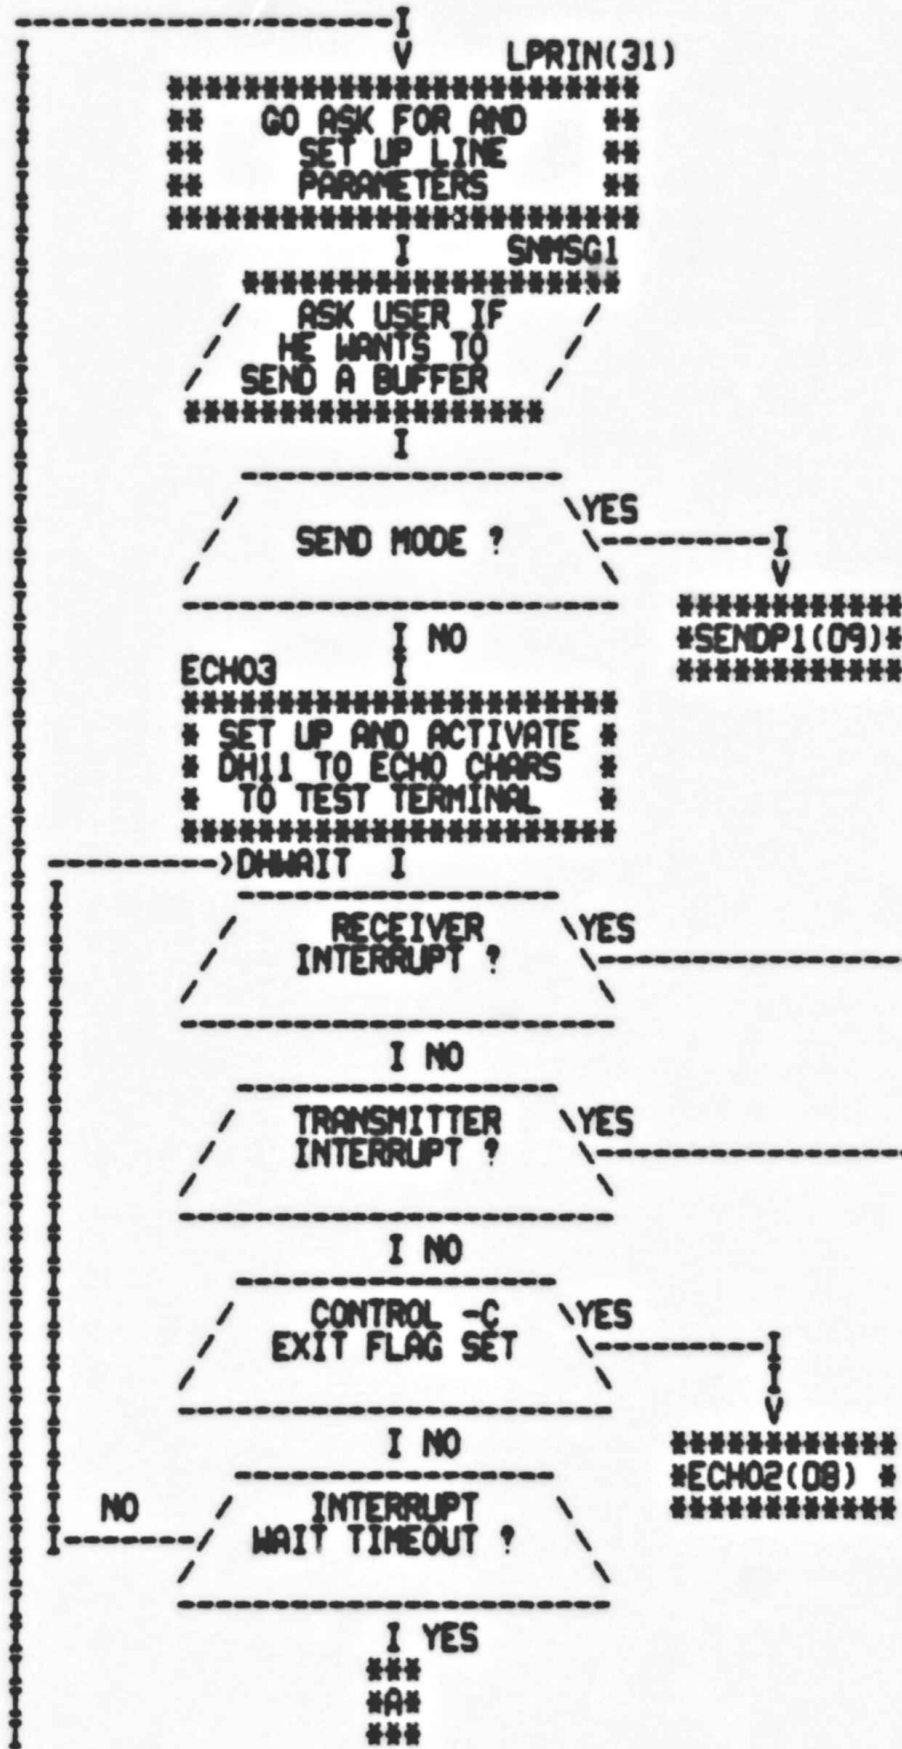 LPRIN(31)
GO ASK FOR AND
SET UP LINE
PARAMETERS
SNMSG1
ASK USER IF
HE WANTS TO
SEND A BUFFER
SEND MODE ?
YES
NO
SENDP1(09)
ECHO3
SET UP AND ACTIVATE
DH11 TO ECHO CHARS
TO TEST TERMINAL
DHWAIT
RECEIVER
INTERRUPT ?
YES
NO
TRANSMITTER
INTERRUPT ?
YES
NO
CONTROL -C
EXIT FLAG SET
YES
NO
ECHO2(08)
INTERRUPT
WAIT TIMEOUT ?
NO
YES
A